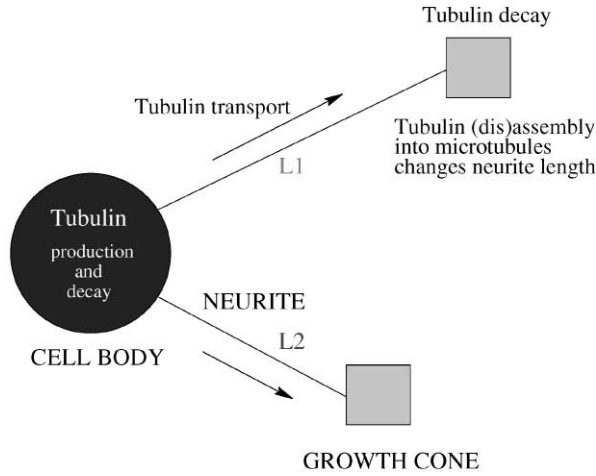 Tubulin decay
Tubulin transport
Tubulin (dis)assembly
into microtubules
changes neurite length
L1
Tubulin
production
and
decay
NEURITE
L2
CELL BODY
GROWTH CONE